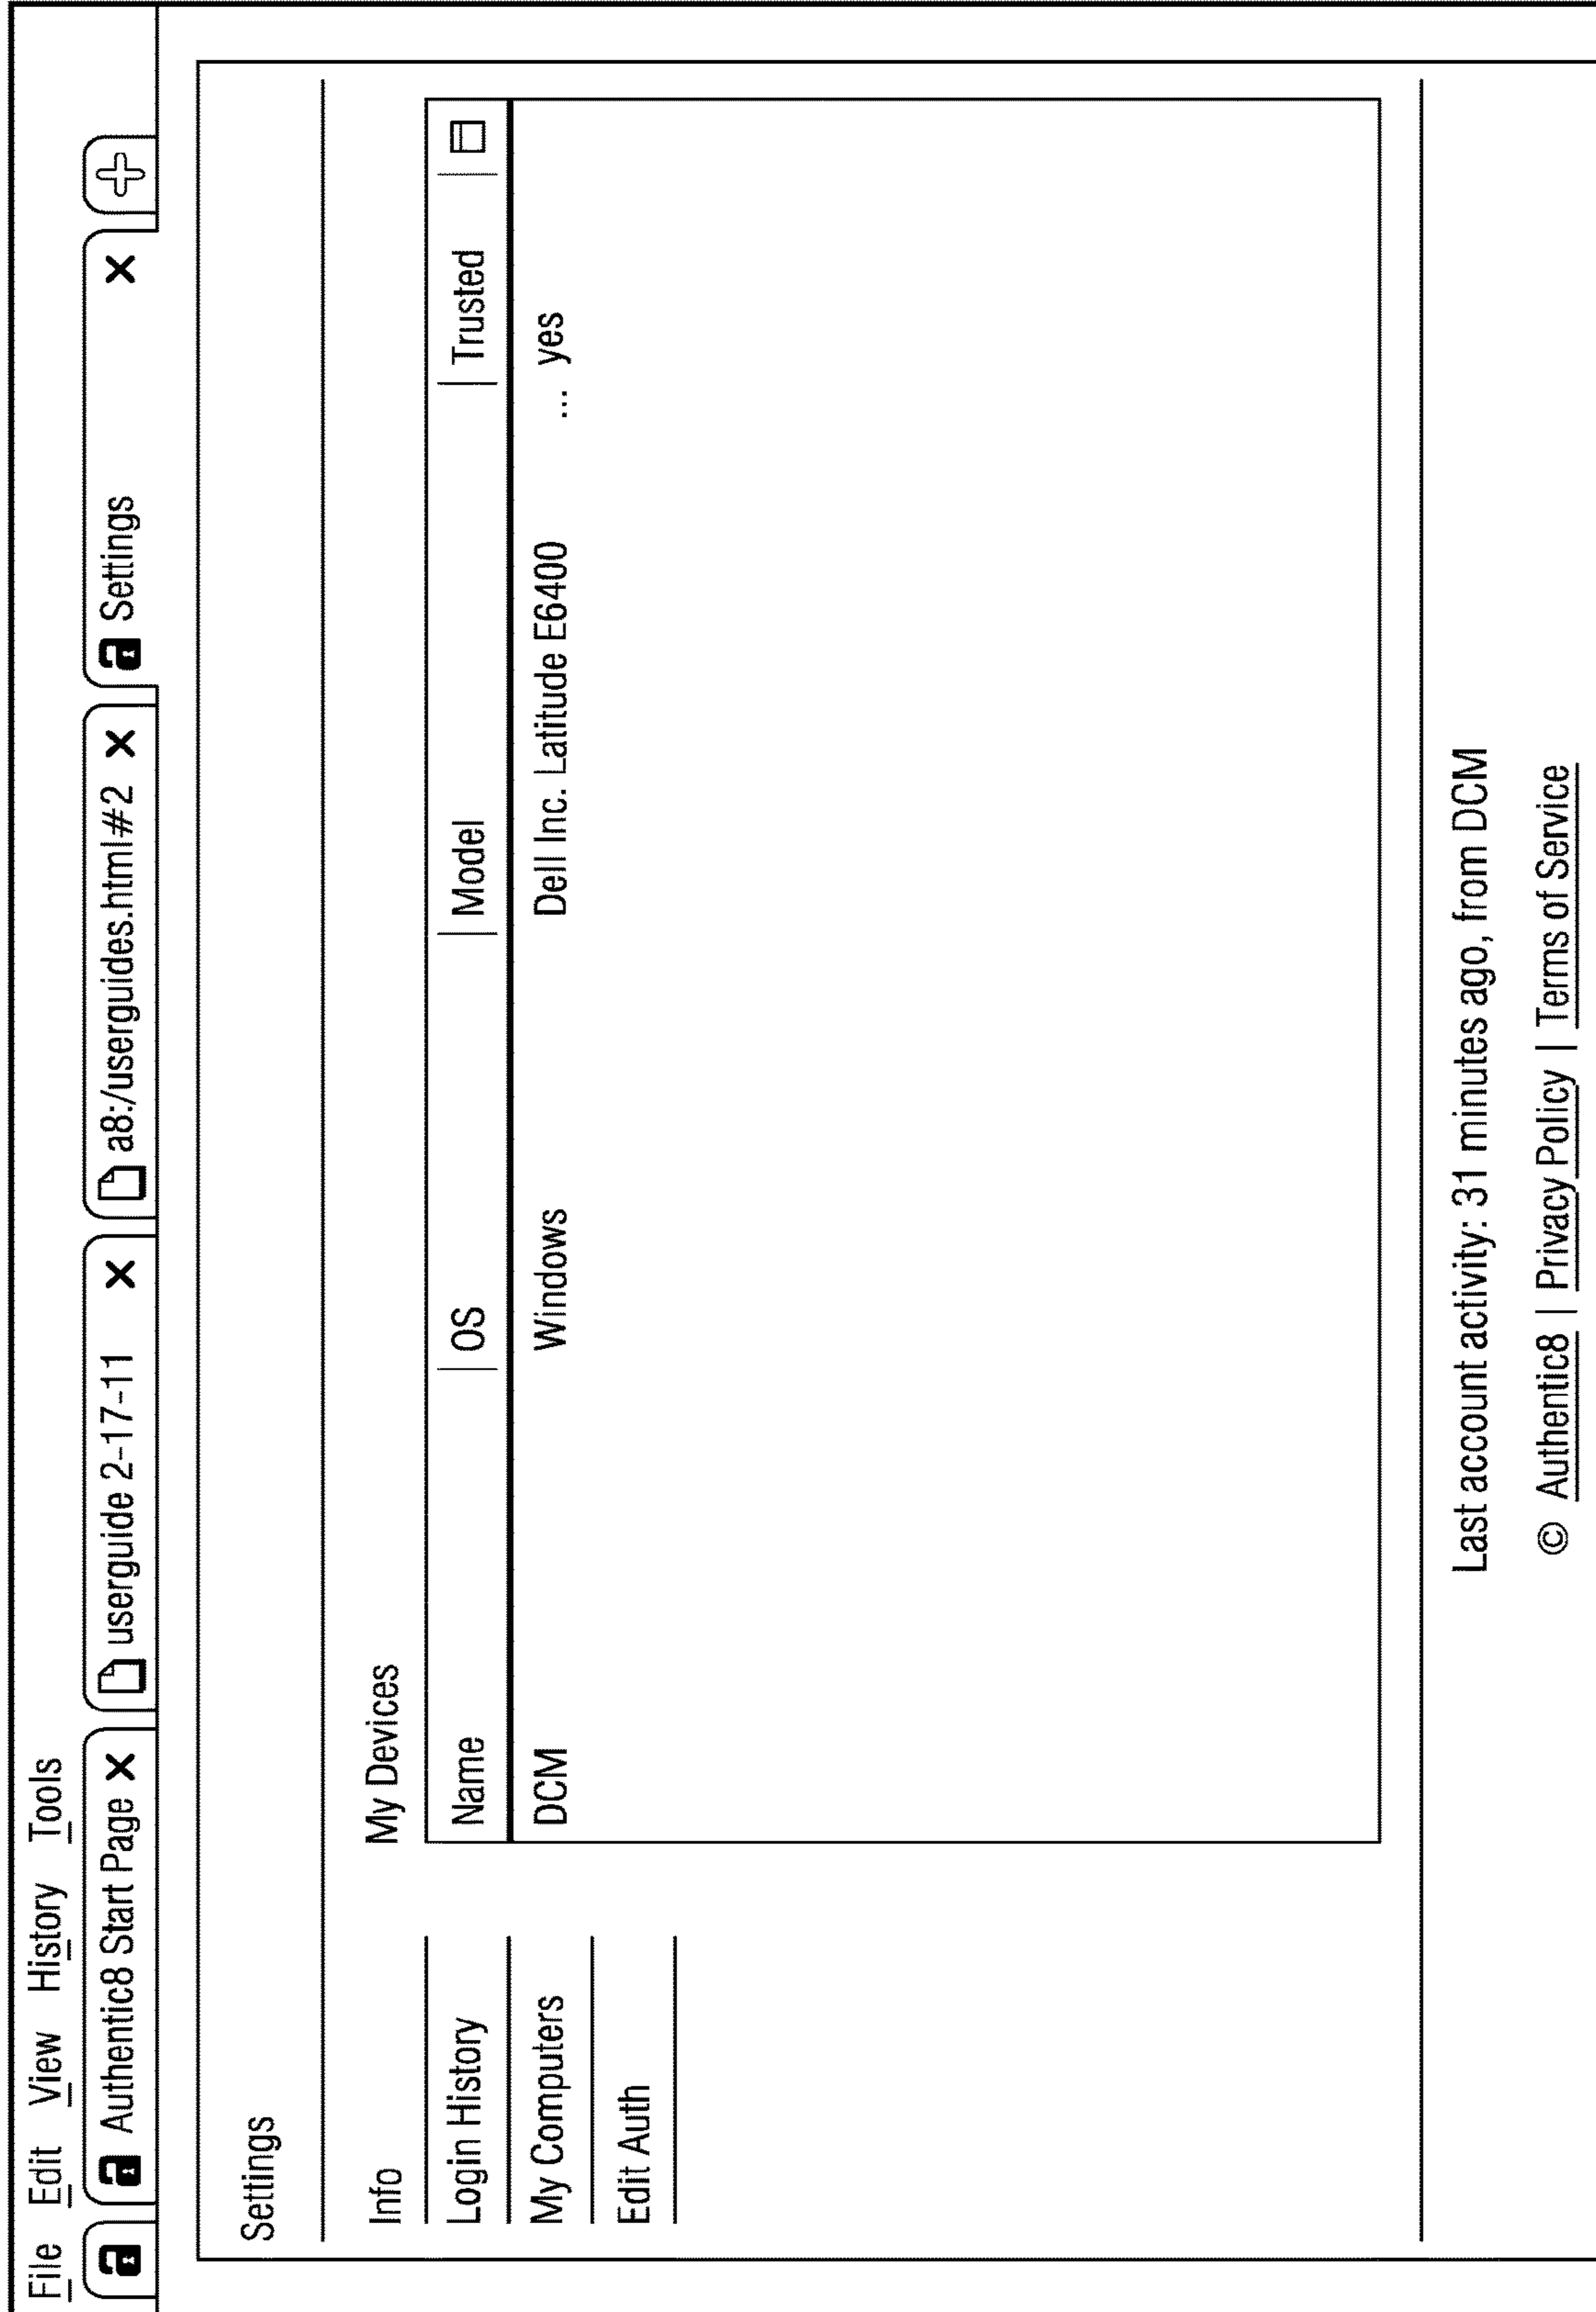 File Edit View History Tools
a Authentic8 Start Page × userguide 2-17-11 × a8:/userguides.html#2 × a Settings ×
Settings
Info
Login History
My Computers
Edit Auth
My Devices
Name | OS | Model | Trusted |
DCM Windows Dell Inc. Latitude E6400 ... yes
Last account activity: 31 minutes ago, from DCM
© Authentic8 | Privacy Policy | Terms of Service